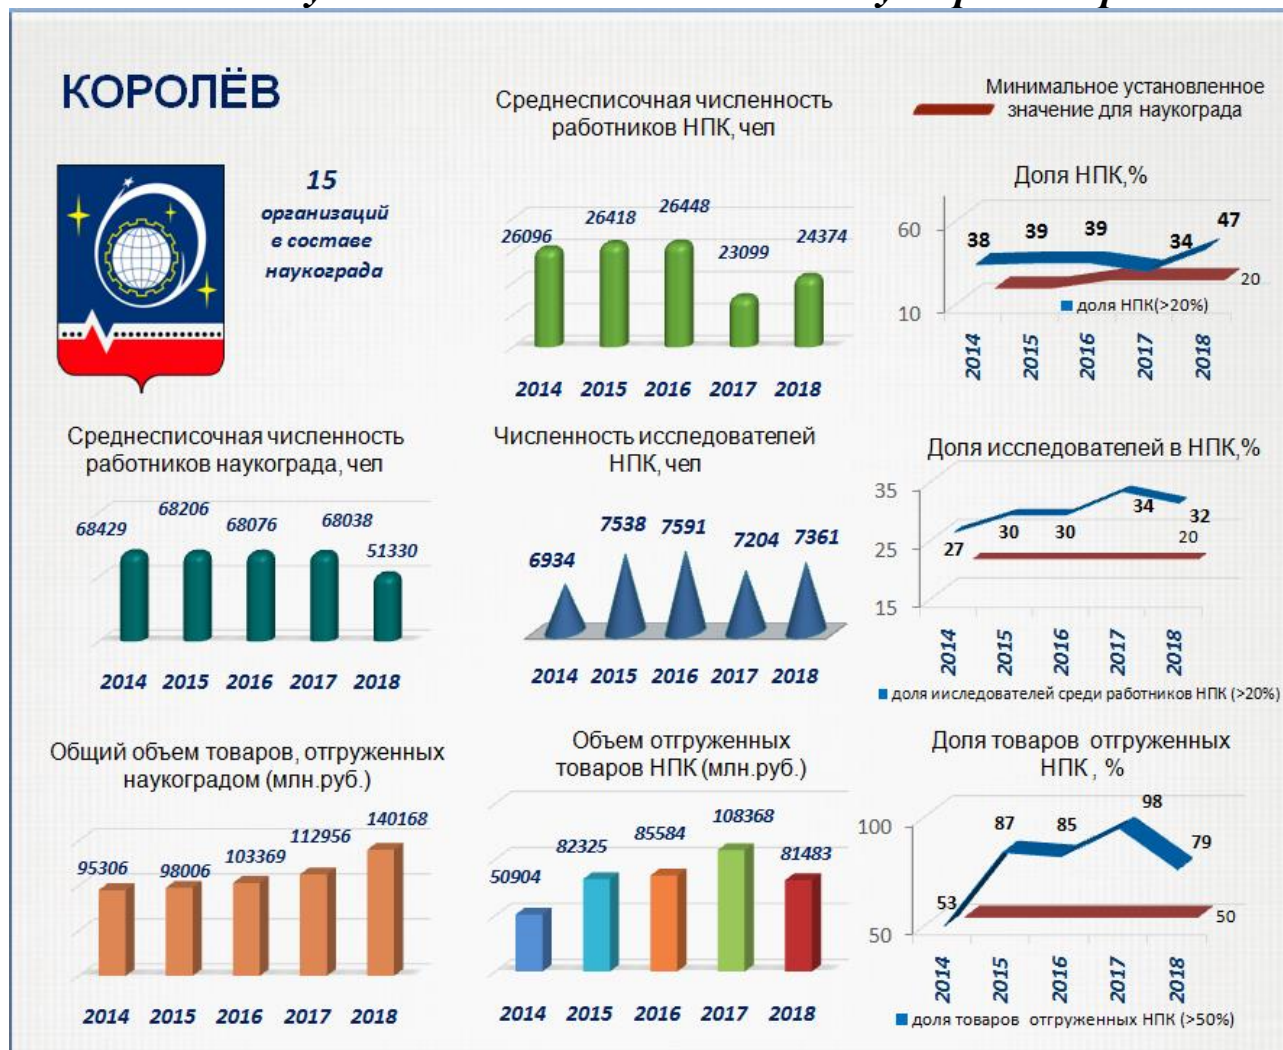 КОРОЛЁВ
15
организаций
в составе
наукограда
Среднесписочная численность
работников НПК, чел
26096
26418
26448
23099
24374
2014 2015 2016 2017 2018
Минимальное установленное
значение для наукограда
Доля НПК,%
60
10
38
39
39
34
47
20
доля НПК(>20%)
2014
2015
2016
2017
2018
Среднесписочная численность
работников наукограда, чел
68429
68206
68076
68038
51330
2014 2015 2016 2017 2018
Численность исследователей
НПК, чел
6934
7538
7591
7204
7361
2014 2015 2016 2017 2018
Доля исследователей в НПК,%
35
25
15
27
30
30
34
32
20
2014
2015
2016
2017
2018
доля ииследователей среди работников НПК (>20%)
Общий объем товаров, отгруженных
наукоградом (млн.руб.)
95306
98006
103369
112956
140168
2014 2015 2016 2017 2018
Объем отгруженных
товаров НПК (млн.руб.)
50904
82325
85584
108368
81483
2014 2015 2016 2017 2018
Доля товаров отгруженных
НПК , %
100
50
53
87
85
98
79
50
2014
2015
2016
2017
2018
доля товаров отгруженных НПК (>50%)